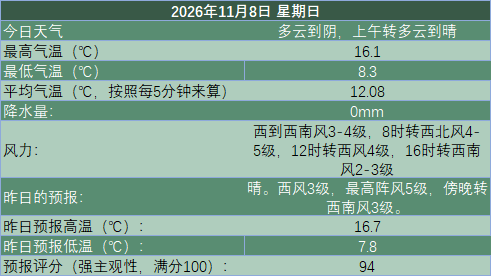 2026年11月8日 星期日
今日天气 多云到阴，上午转多云到晴
最高气温（℃） 16.1
最低气温（℃） 8.3
平均气温（℃，按照每5分钟来算） 12.08
降水量： 0mm
风力： 西到西南风3-4级，8时转西北风4-
5级，12时转西风4级，16时转西南
风2-3级
昨日的预报： 晴。西风3级，最高阵风5级，傍晚转
西南风3级。
昨日预报高温（℃）： 16.7
昨日预报低温（℃）： 7.8
预报评分（强主观性，满分100）： 94